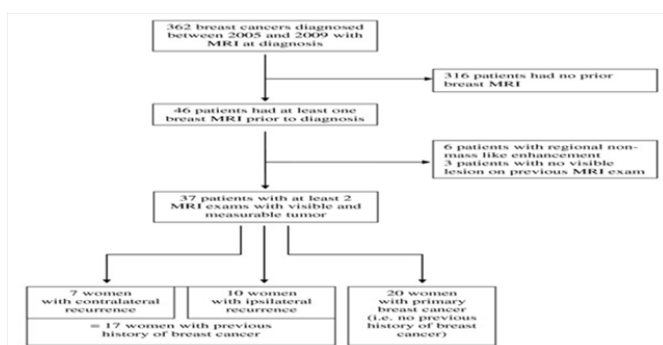 362 breast cancers diagnosed
between 2005 and 2009 with
MRI at diagnosis
316 patients had no prior
breast MRI
46 patients had at least one
breast MRI prior to diagnosis
6 patients with regional non-
mass like enhancement
3 patients with no visible
lesion on previous MRI exam
37 patients with at least 2
MRI exams with visible and
measurable tumor
7 women
with contralateral
recurrence
10 women
with ipsilateral
recurrence
= 17 women with previous
history of breast cancer
20 women
with primary
breast cancer
(i.e. no previous
history of breast
cancer)